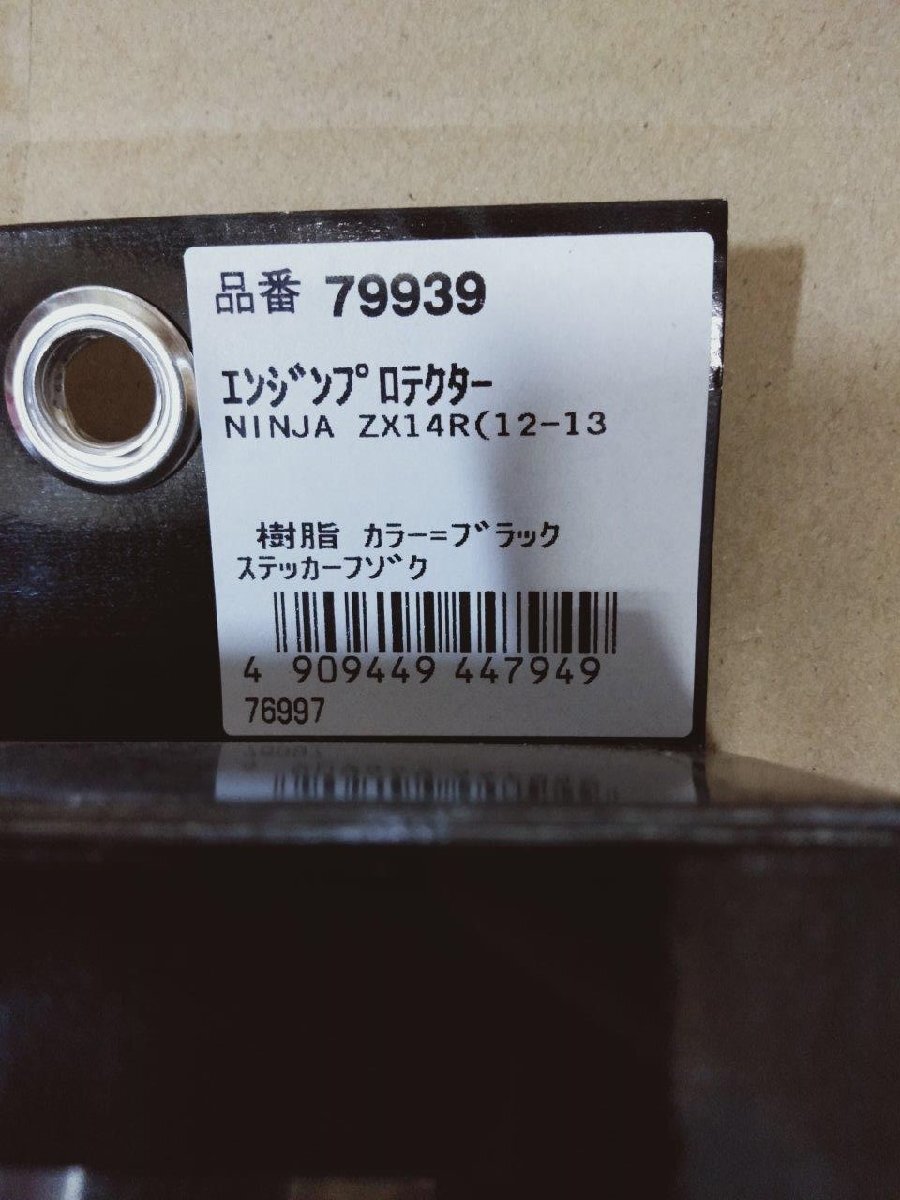 品番 79939
エンジンプロテクター
NINJA ZX14R(12-13
樹脂 カラー=ブラック
ステッカーフゾク
4 909449 447949
76997